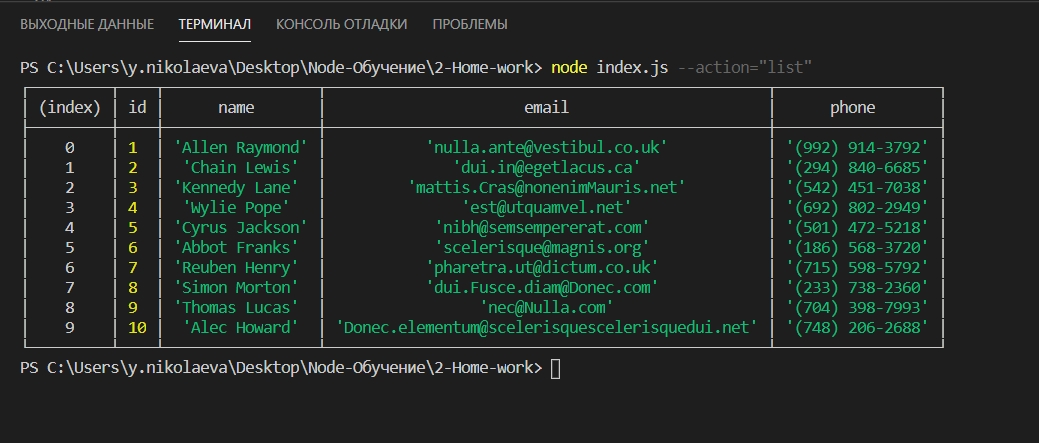 ВЫХОДНЫЕ ДАННЫЕ ТЕРМИНАЛ КОНСОЛЬ ОТЛАДКИ ПРОБЛЕМЫ
PS C:\Users\y.nikolaeva\Desktop\Node-Обучение\2-Home-work> node index.js --action="list"
(index) id name email phone
0 1 'Allen Raymond' 'nulla.ante@vestibul.co.uk' '(992) 914-3792'
1 2 'Chain Lewis' 'dui.in@egetlacus.ca' '(294) 840-6685'
2 3 'Kennedy Lane' 'mattis.Cras@nonenimMauris.net' '(542) 451-7038'
3 4 'Wylie Pope' 'est@utquamvel.net' '(692) 802-2949'
4 5 'Cyrus Jackson' 'nibh@semsempererat.com' '(501) 472-5218'
5 6 'Abbot Franks' 'scelerisque@magnis.org' '(186) 568-3720'
6 7 'Reuben Henry' 'pharetra.ut@dictum.co.uk' '(715) 598-5792'
7 8 'Simon Morton' 'dui.Fusce.diam@Donec.com' '(233) 738-2360'
8 9 'Thomas Lucas' 'nec@Nulla.com' '(704) 398-7993'
9 10 'Alec Howard' 'Donec.elementum@scelerisquescelerisquedui.net' '(748) 206-2688'
PS C:\Users\y.nikolaeva\Desktop\Node-Обучение\2-Home-work>